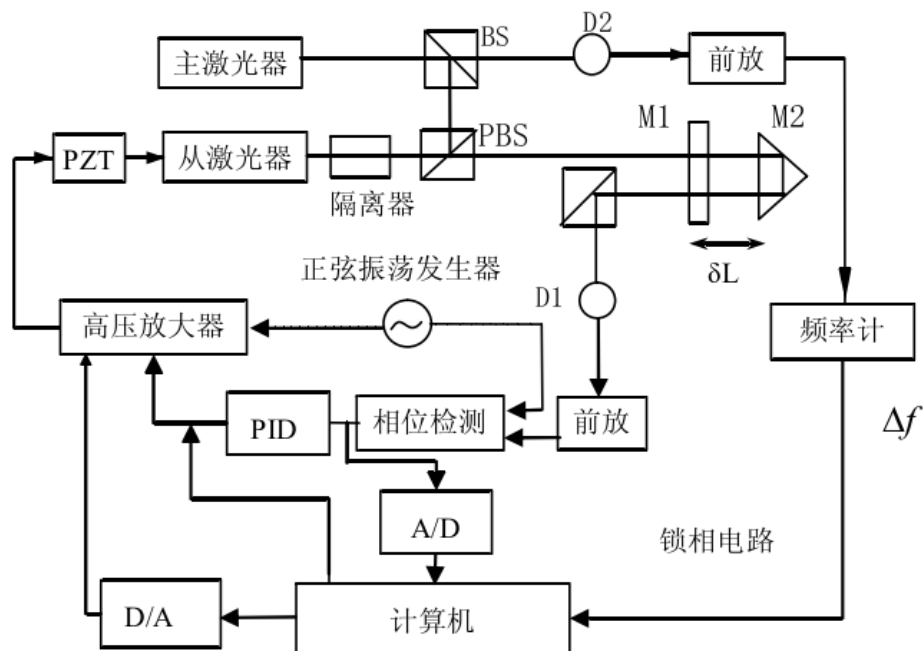 D2
BS
主激光器
前放
M1
M2
PBS
PZT
从激光器
隔离器
δL
正弦振荡发生器
D1
高压放大器
频率计
PID
相位检测
前放
Δf
A/D
锁相电路
D/A
计算机